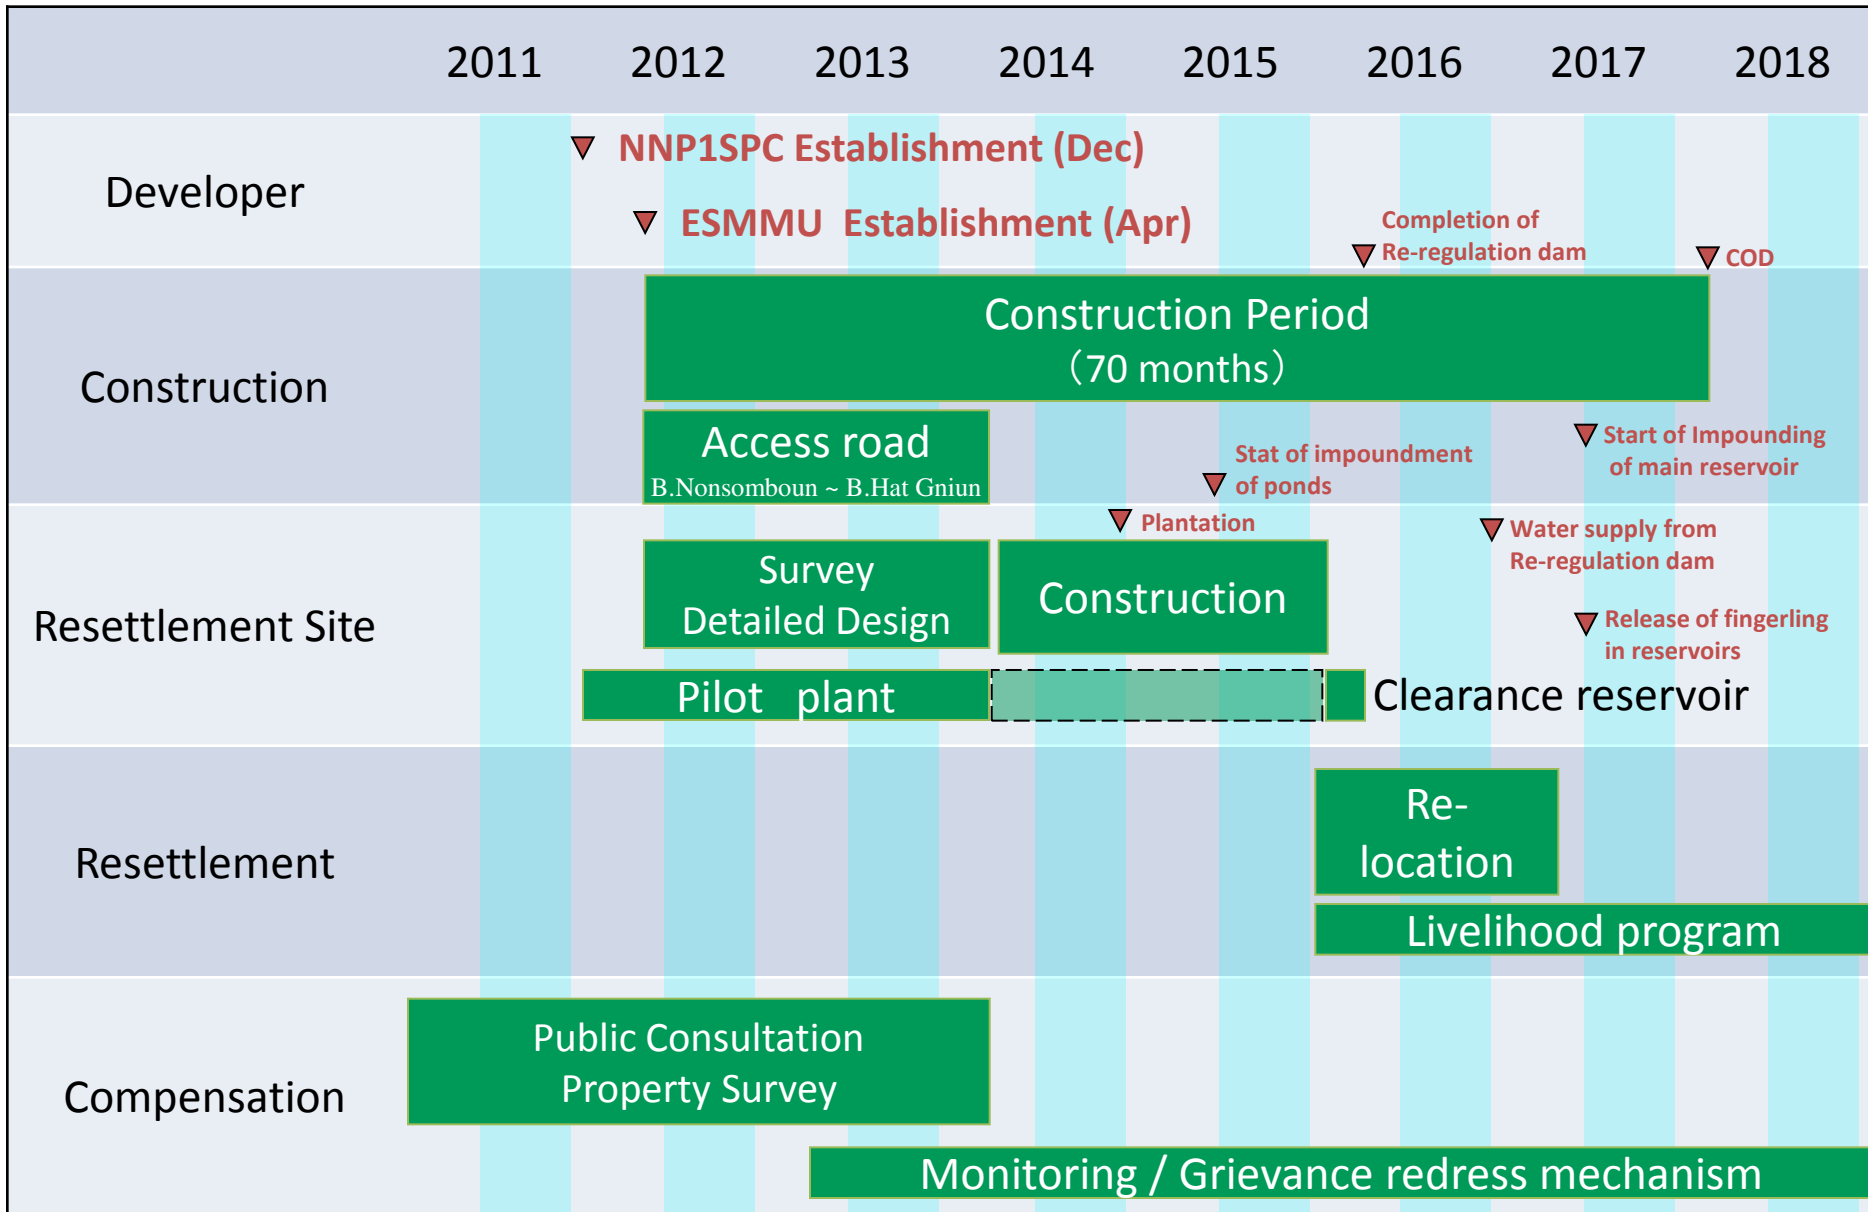 2011 2012 2013 2014 2015 2016 2017 2018
Developer
NNP1SPC Establishment (Dec)
ESMMU Establishment (Apr)
Completion of
Re-regulation dam
COD
Construction
Construction Period
（70 months）
Access road
B.Nonsomboun ~ B.Hat Gniun
Stat of impoundment
of ponds
Start of Impounding
of main reservoir
Resettlement Site
Plantation
Water supply from
Re-regulation dam
Survey
Detailed Design
Construction
Release of fingerling
in reservoirs
Pilot plant
Clearance reservoir
Resettlement
Re-
location
Livelihood program
Compensation
Public Consultation
Property Survey
Monitoring / Grievance redress mechanism